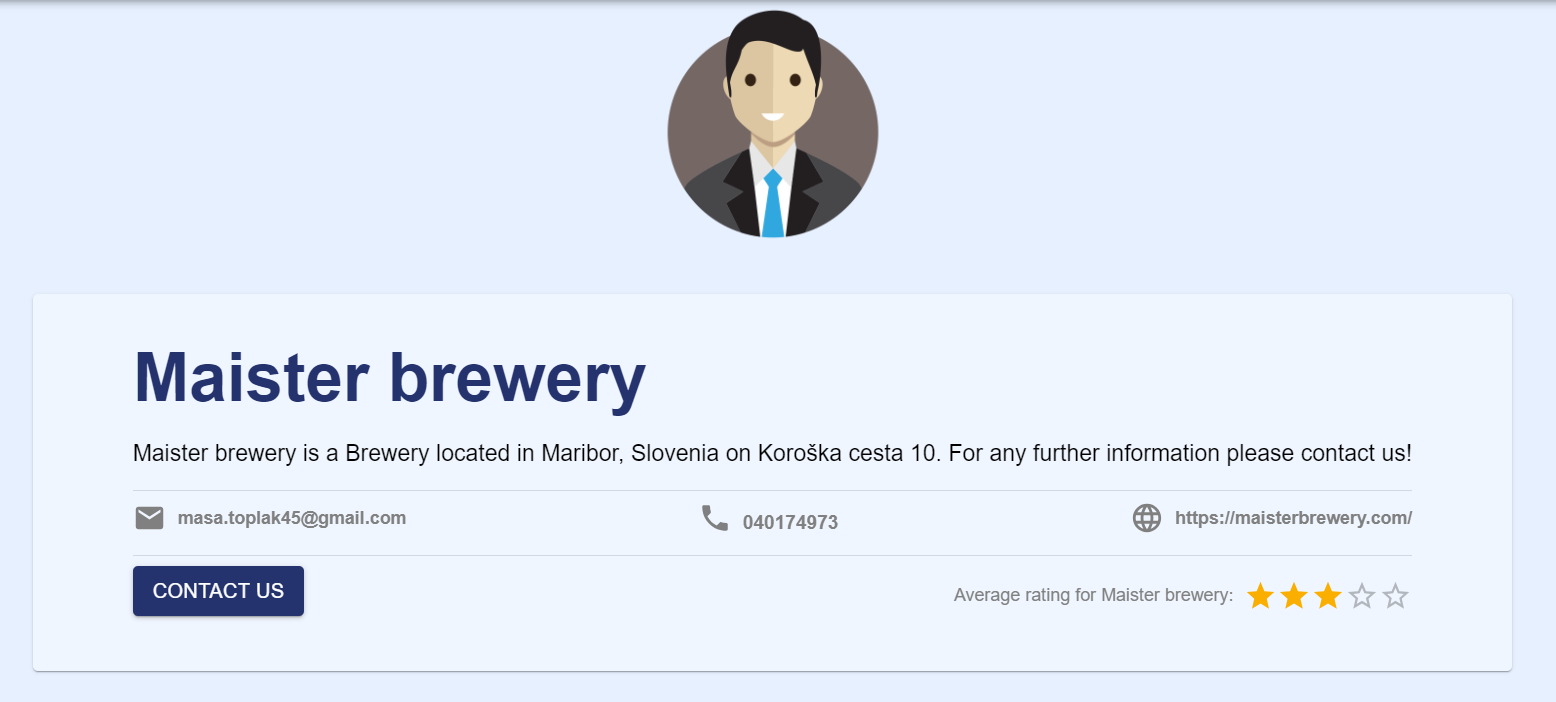 Maister brewery
Maister brewery is a Brewery located in Maribor, Slovenia on Koroška cesta 10. For any further information please contact us!
masa.toplak45@gmail.com
040174973
https://maisterbrewery.com/
CONTACT US
Average rating for Maister brewery: